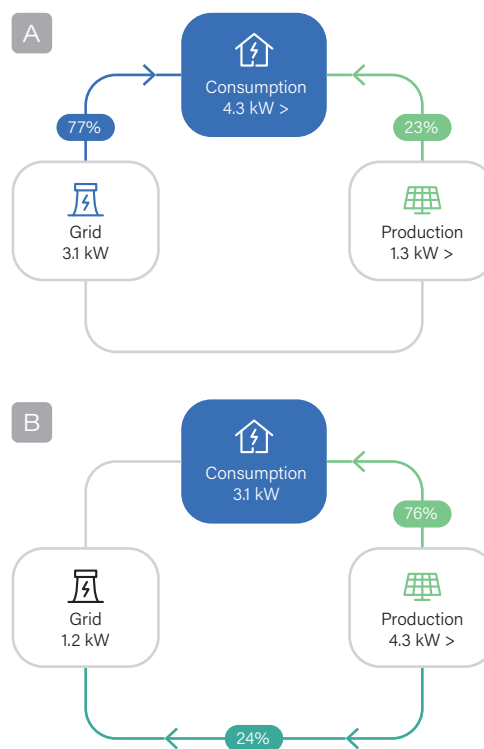 A
Consumption
4.3 kW >
77%
23%
Grid
3.1 kW
Production
1.3 kW >
B
Consumption
3.1 kW
76%
Grid
1.2 kW
Production
4.3 kW >
24%